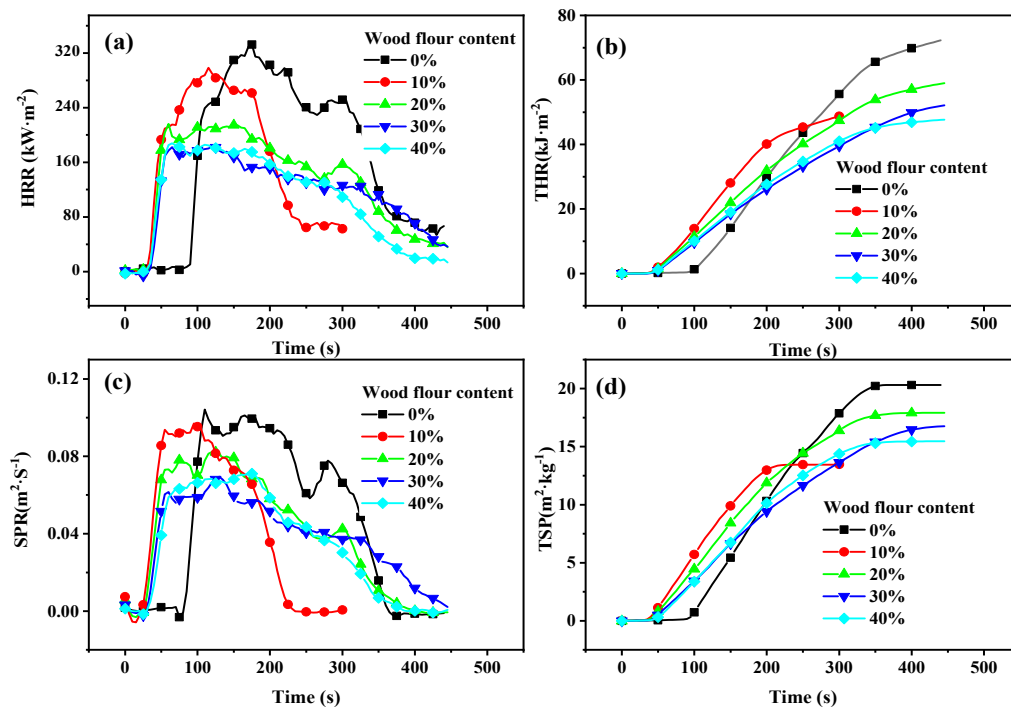 (a)
Wood flour content
0%
10%
20%
30%
40%
HRR (kW·m⁻²)
320
240
160
80
0
0 100 200 300 400 500
Time (s)
(b)
THR(kJ·m⁻²)
80
60
40
20
0
Wood flour content
0%
10%
20%
30%
40%
0 100 200 300 400 500
Time (s)
(c)
Wood flour content
0%
10%
20%
30%
40%
SPR(m²·S⁻¹)
0.12
0.08
0.04
0.00
0 100 200 300 400 500
Time (s)
(d)
TSP(m²·kg⁻¹)
20
15
10
5
0
Wood flour content
0%
10%
20%
30%
40%
0 100 200 300 400 500
Time (s)